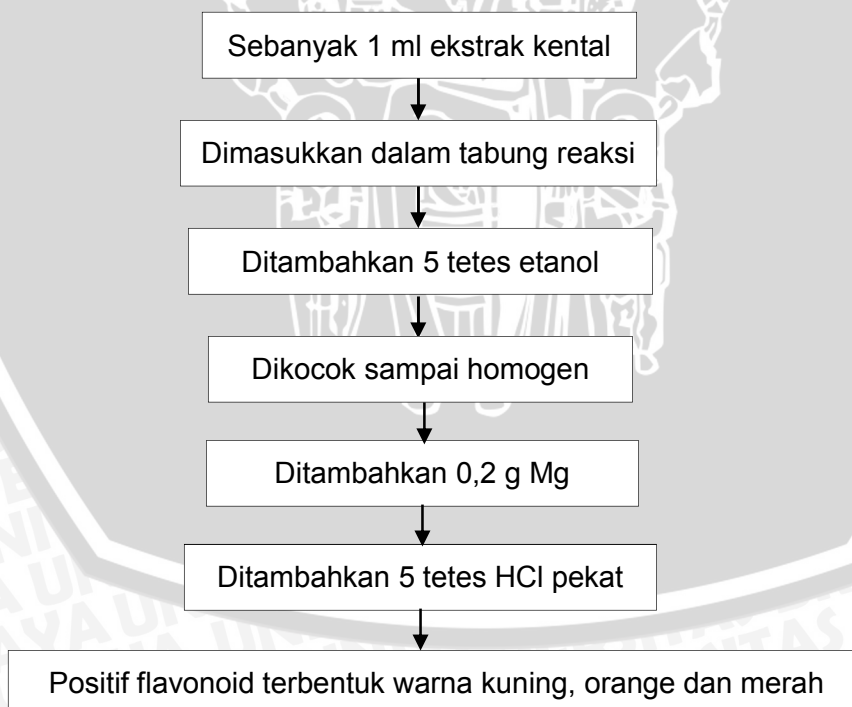 Sebanyak 1 ml ekstrak kental
Dimasukkan dalam tabung reaksi
Ditambahkan 5 tetes etanol
Dikocok sampai homogen
Ditambahkan 0,2 g Mg
Ditambahkan 5 tetes HCl pekat
Positif flavonoid terbentuk warna kuning, orange dan merah